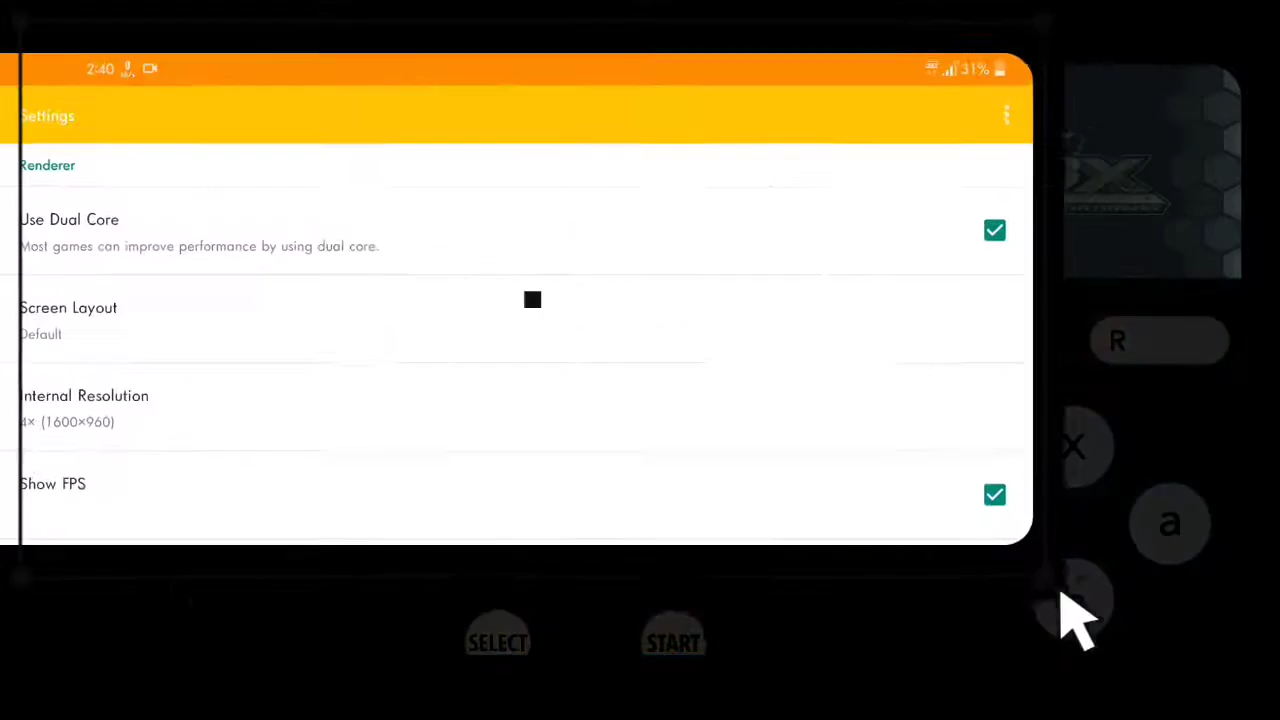 2:40
31%
Settings
Renderer
Use Dual Core
Most games can improve performance by using dual core.
Screen Layout
Default
Internal Resolution
4× (1600×960)
Show FPS
R
X
a
SELECT
START